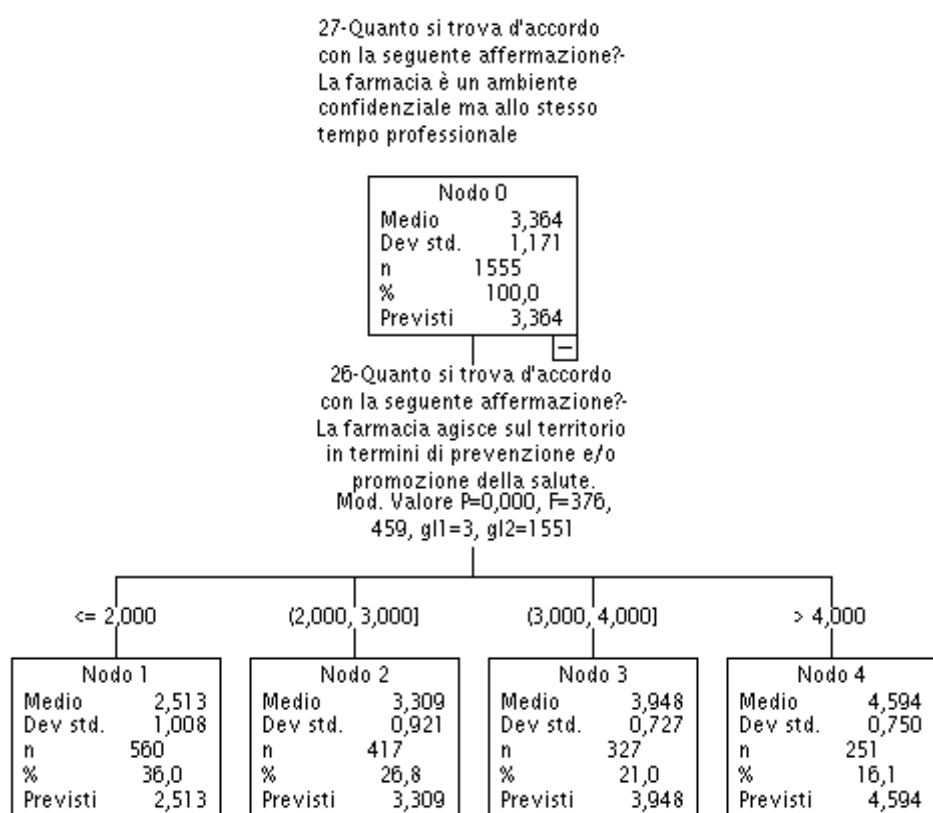 27-Quanto si trova d'accordo
con la seguente affermazione?-
La farmacia è un ambiente
confidenziale ma allo stesso
tempo professionale
Nodo 0
Medio 3,364
Dev std. 1,171
n 1555
% 100,0
Previsti 3,364
26-Quanto si trova d'accordo
con la seguente affermazione?-
La farmacia agisce sul territorio
in termini di prevenzione e/o
promozione della salute.
Mod. Valore P=0,000, F=376,
459, gl1=3, gl2=1551
<= 2,000
(2,000, 3,000]
(3,000, 4,000]
> 4,000
Nodo 1
Medio 2,513
Dev std. 1,008
n 560
% 36,0
Previsti 2,513
Nodo 2
Medio 3,309
Dev std. 0,921
n 417
% 26,8
Previsti 3,309
Nodo 3
Medio 3,948
Dev std. 0,727
n 327
% 21,0
Previsti 3,948
Nodo 4
Medio 4,594
Dev std. 0,750
n 251
% 16,1
Previsti 4,594